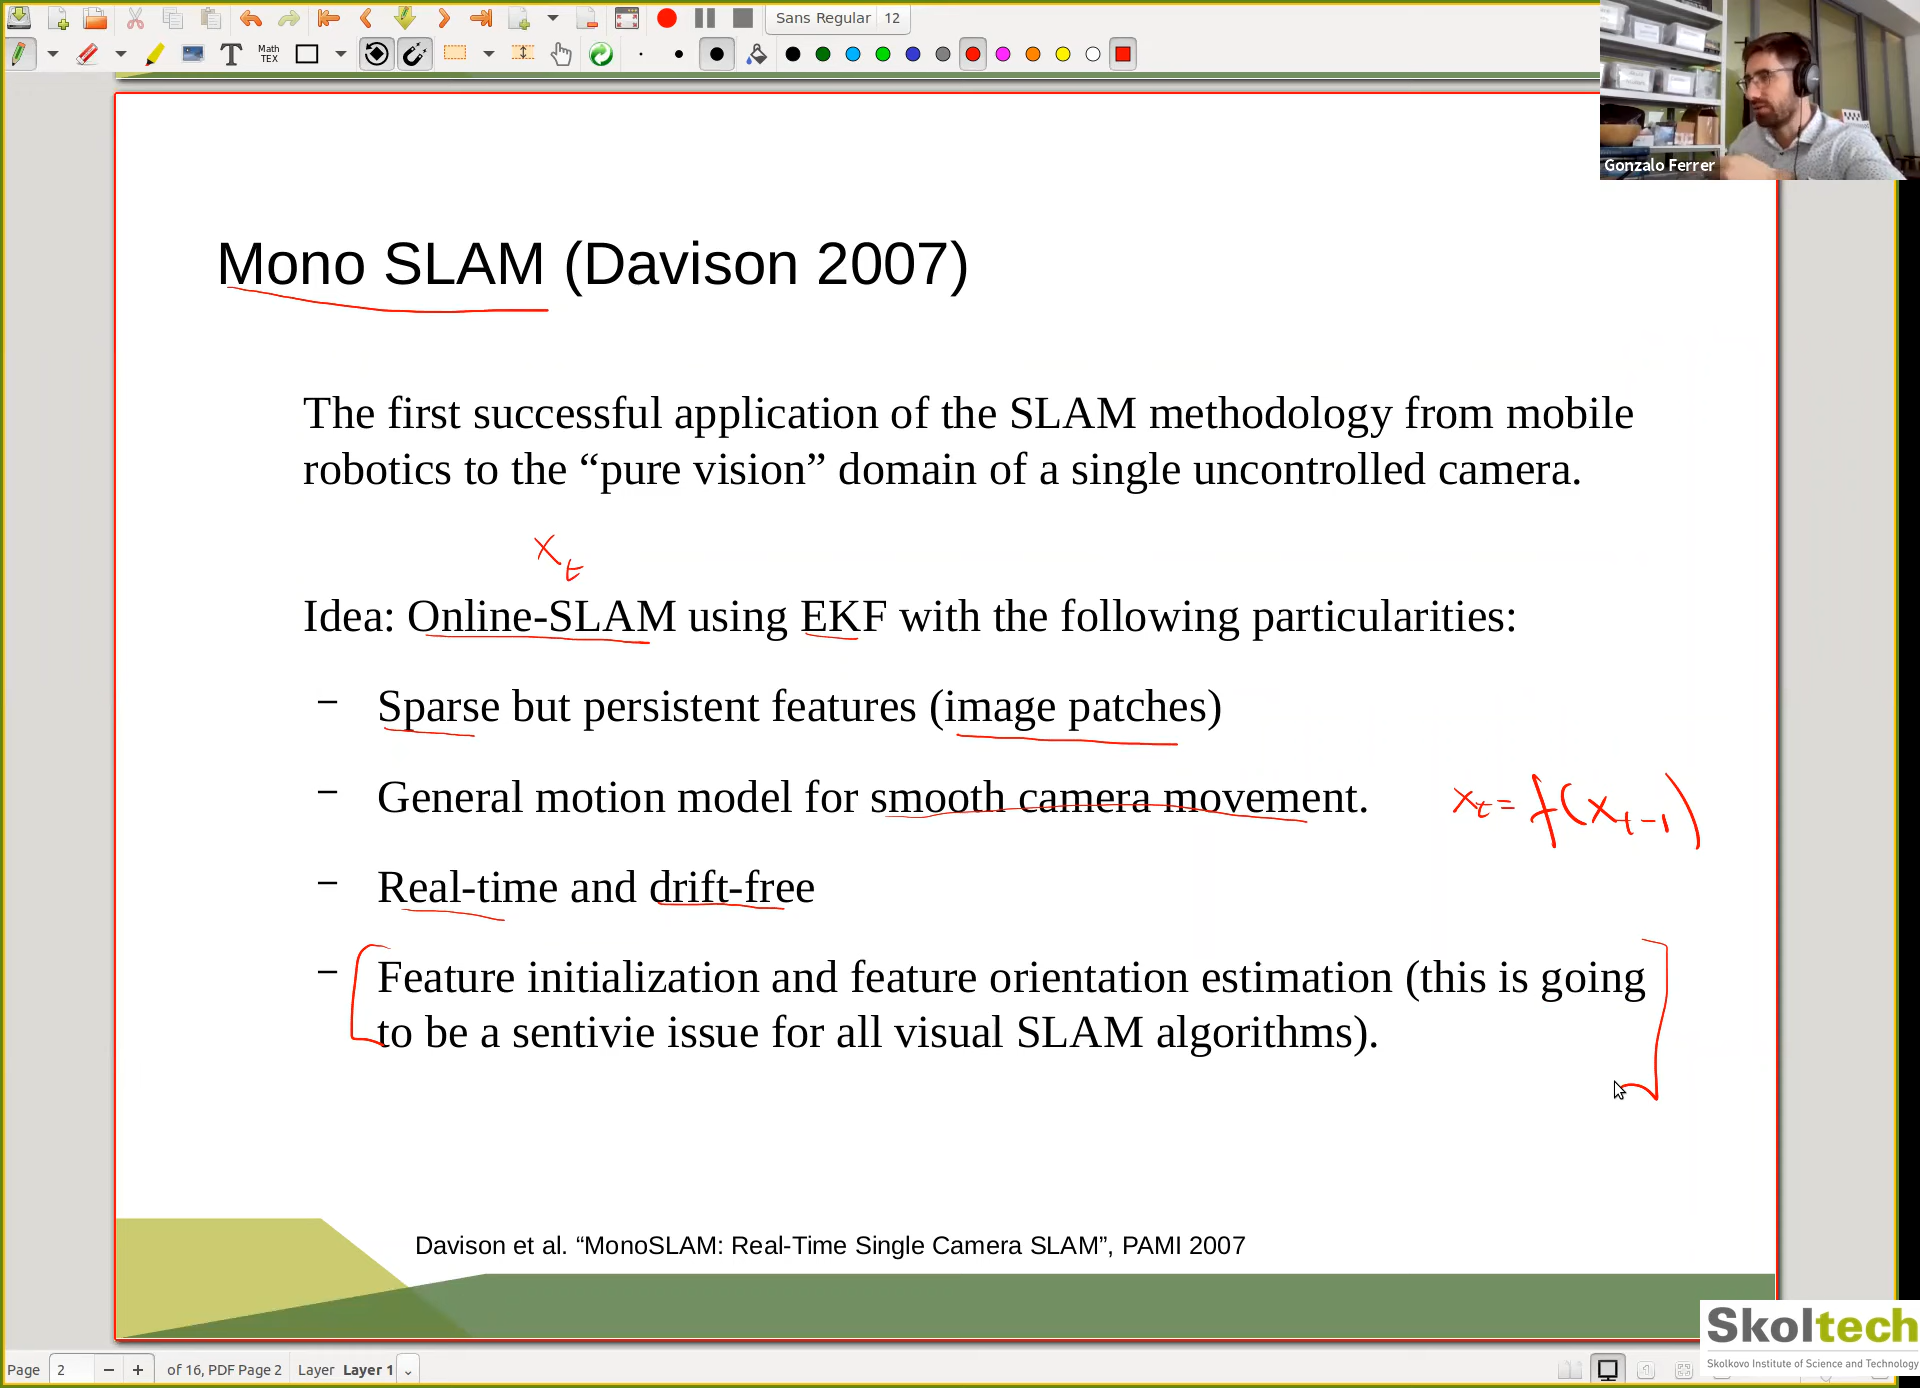 Sans Regular 12
Math
TEX
Gonzalo Ferrer
Mono SLAM (Davison 2007)
The first successful application of the SLAM methodology from mobile
robotics to the “pure vision” domain of a single uncontrolled camera.
x_t
Idea: Online-SLAM using EKF with the following particularities:
– Sparse but persistent features (image patches)
– General motion model for smooth camera movement.
x_t = f(x_{t-1})
– Real-time and drift-free
– Feature initialization and feature orientation estimation (this is going
to be a sentivie issue for all visual SLAM algorithms).
Davison et al. “MonoSLAM: Real-Time Single Camera SLAM”, PAMI 2007
Skoltech
Skolkovo Institute of Science and Technology
Page 2 − + of 16, PDF Page 2 Layer Layer 1